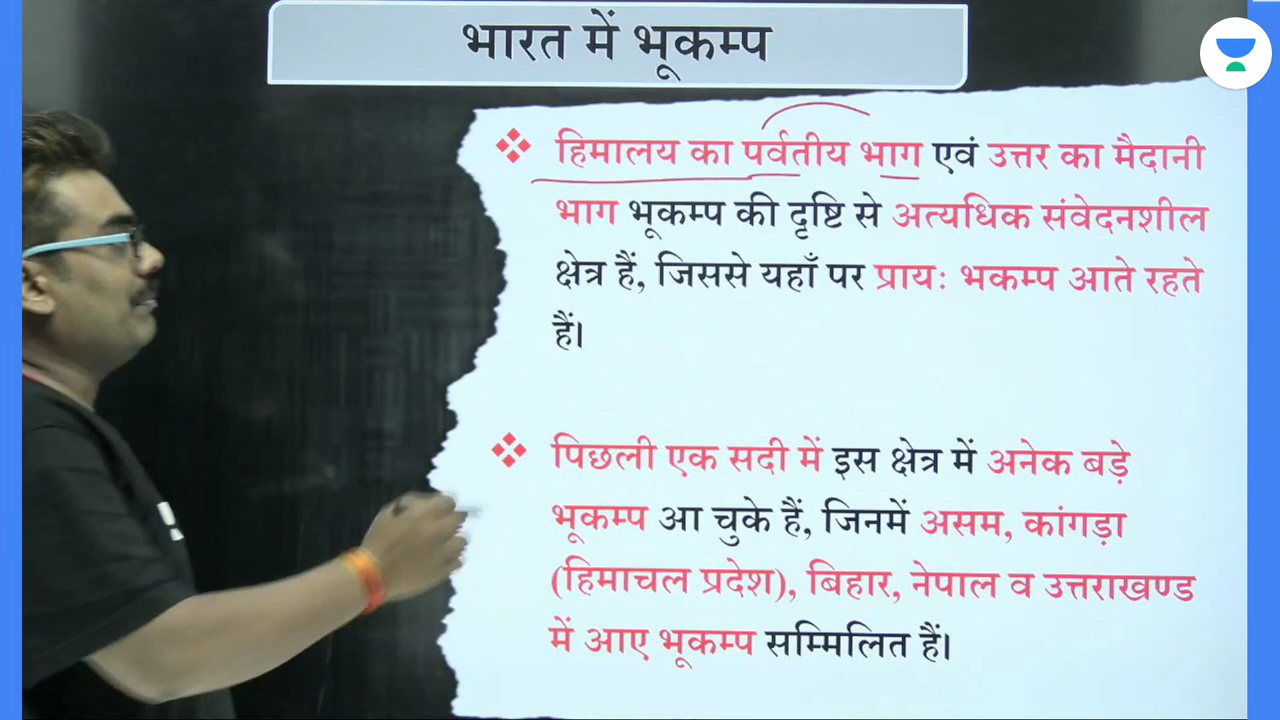 भारत में भूकम्प
हिमालय का पर्वतीय भाग एवं उत्तर का मैदानी
भाग भूकम्प की दृष्टि से अत्यधिक संवेदनशील
क्षेत्र हैं, जिससे यहाँ पर प्रायः भकम्प आते रहते
हैं।
पिछली एक सदी में इस क्षेत्र में अनेक बड़े
भूकम्प आ चुके हैं, जिनमें असम, कांगड़ा
(हिमाचल प्रदेश), बिहार, नेपाल व उत्तराखण्ड
में आए भूकम्प सम्मिलित हैं।